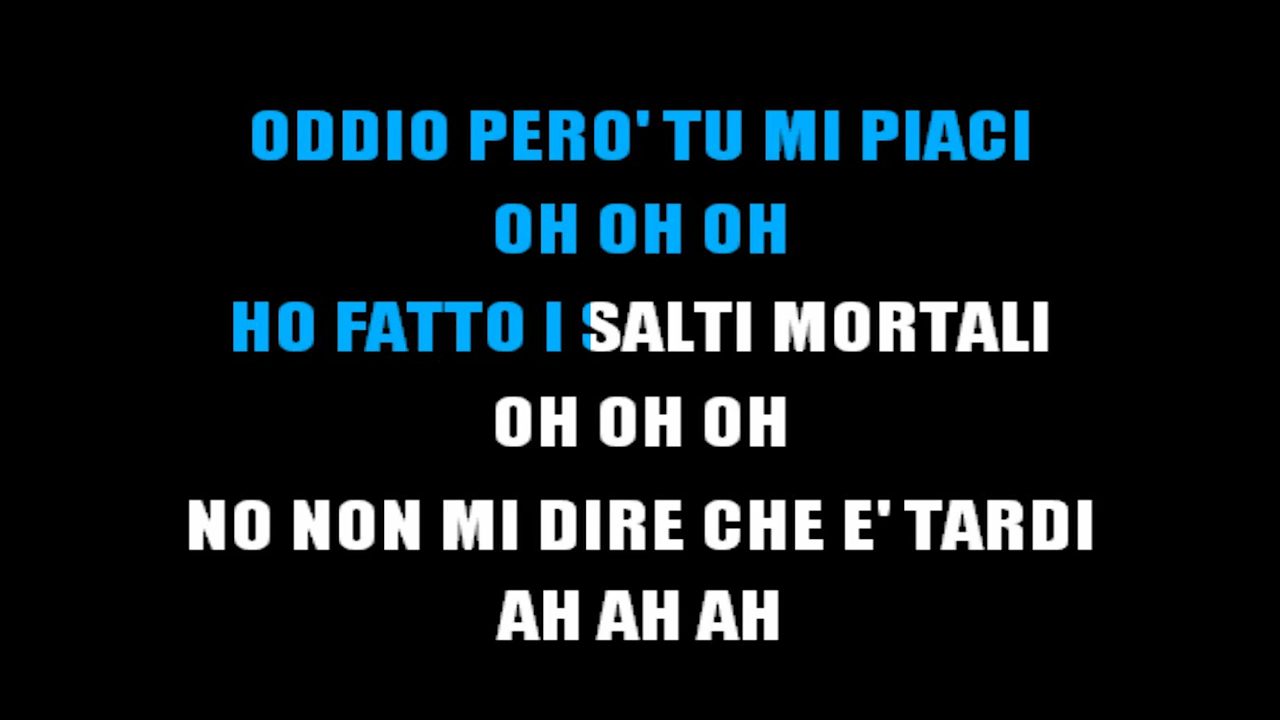 ODDIO PERO' TU MI PIACI
OH OH OH
HO FATTO I SALTI MORTALI
OH OH OH
NO NON MI DIRE CHE E' TARDI
AH AH AH